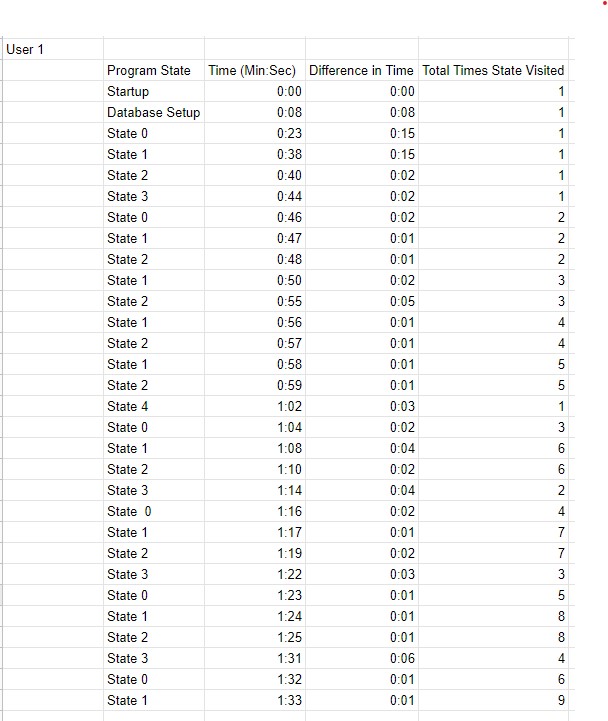 User 1
Program State Time (Min:Sec) Difference in Time Total Times State Visited
Startup 0:00 0:00 1
Database Setup 0:08 0:08 1
State 0 0:23 0:15 1
State 1 0:38 0:15 1
State 2 0:40 0:02 1
State 3 0:44 0:02 1
State 0 0:46 0:02 2
State 1 0:47 0:01 2
State 2 0:48 0:01 2
State 1 0:50 0:02 3
State 2 0:55 0:05 3
State 1 0:56 0:01 4
State 2 0:57 0:01 4
State 1 0:58 0:01 5
State 2 0:59 0:01 5
State 4 1:02 0:03 1
State 0 1:04 0:02 3
State 1 1:08 0:04 6
State 2 1:10 0:02 6
State 3 1:14 0:04 2
State  0 1:16 0:02 4
State 1 1:17 0:01 7
State 2 1:19 0:02 7
State 3 1:22 0:03 3
State 0 1:23 0:01 5
State 1 1:24 0:01 8
State 2 1:25 0:01 8
State 3 1:31 0:06 4
State 0 1:32 0:01 6
State 1 1:33 0:01 9